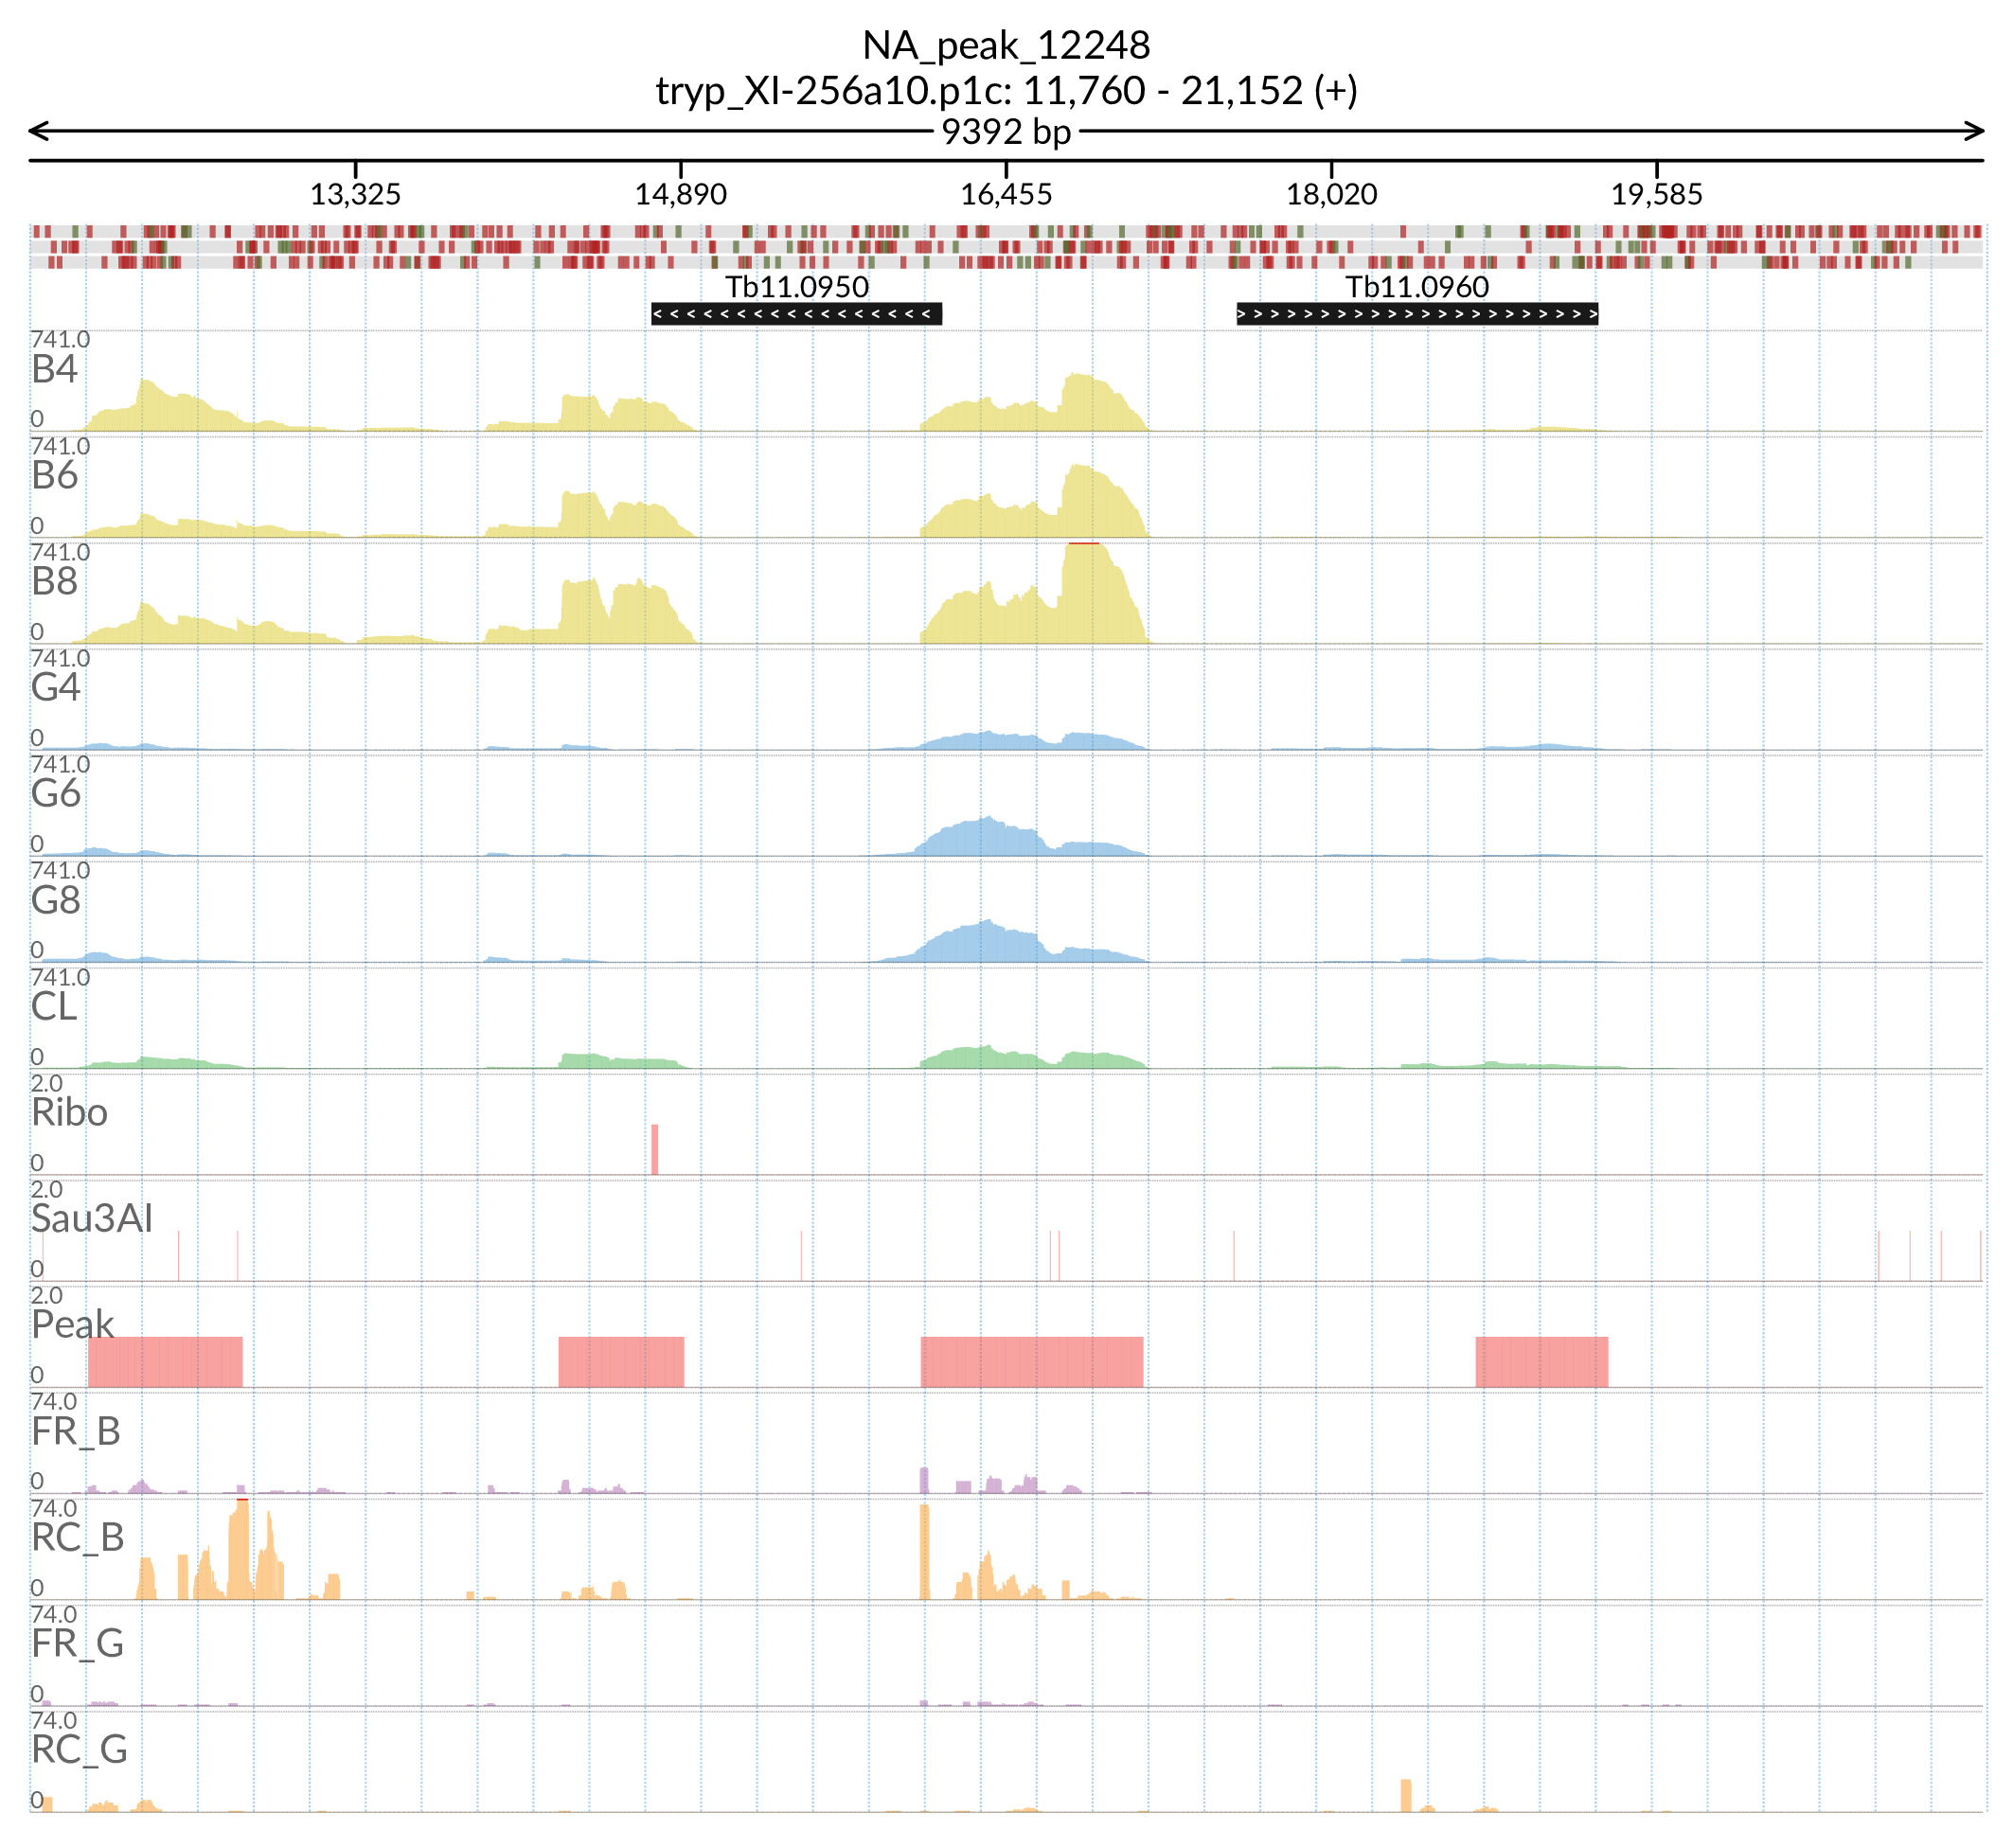 NA_peak_12248
tryp_XI-256a10.p1c: 11,760 - 21,152 (+)
9392 bp
13,325 14,890 16,455 18,020 19,585
Tb11.0950 Tb11.0960
741.0
B4
0
741.0
B6
0
741.0
B8
0
741.0
G4
0
741.0
G6
0
741.0
G8
0
741.0
CL
0
2.0
Ribo
0
2.0
Sau3AI
0
2.0
Peak
0
74.0
FR_B
0
74.0
RC_B
0
74.0
FR_G
0
74.0
RC_G
0